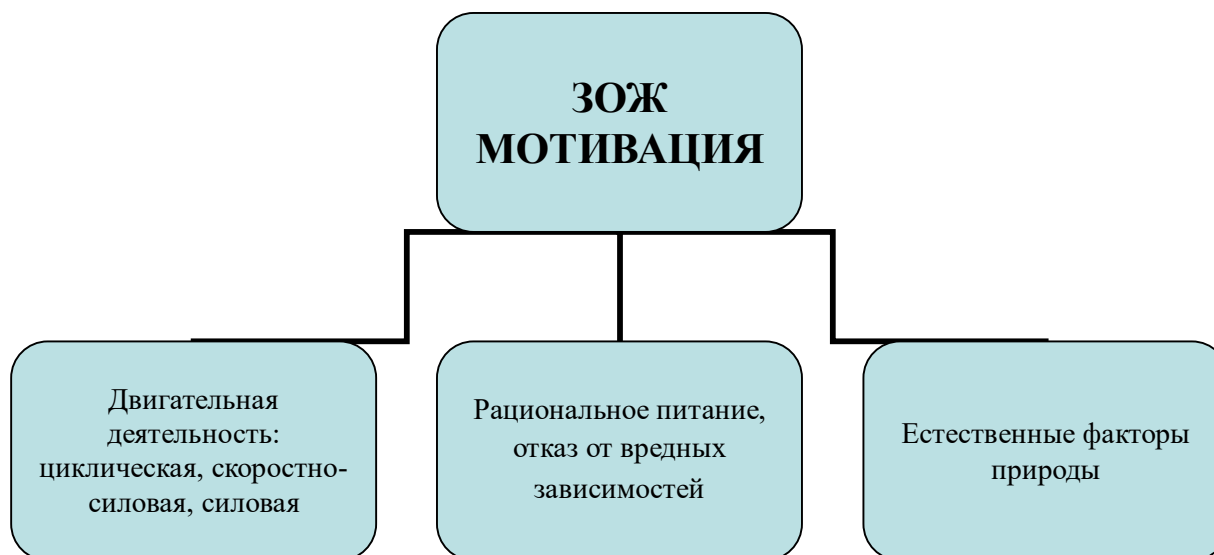 ЗОЖ
МОТИВАЦИЯ
Двигательная
деятельность:
циклическая, скоростно-
силовая, силовая
Рациональное питание,
отказ от вредных
зависимостей
Естественные факторы
природы